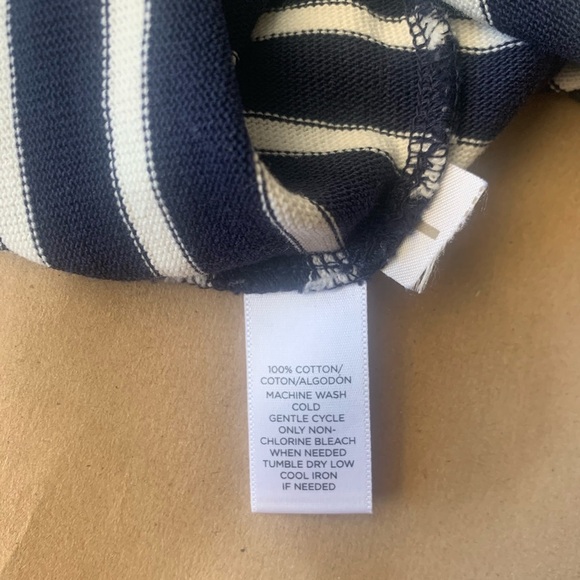 100% COTTON/
COTON/ALGODÓN
MACHINE WASH
COLD
GENTLE CYCLE
ONLY NON-
CHLORINE BLEACH
WHEN NEEDED
TUMBLE DRY LOW
COOL IRON
IF NEEDED